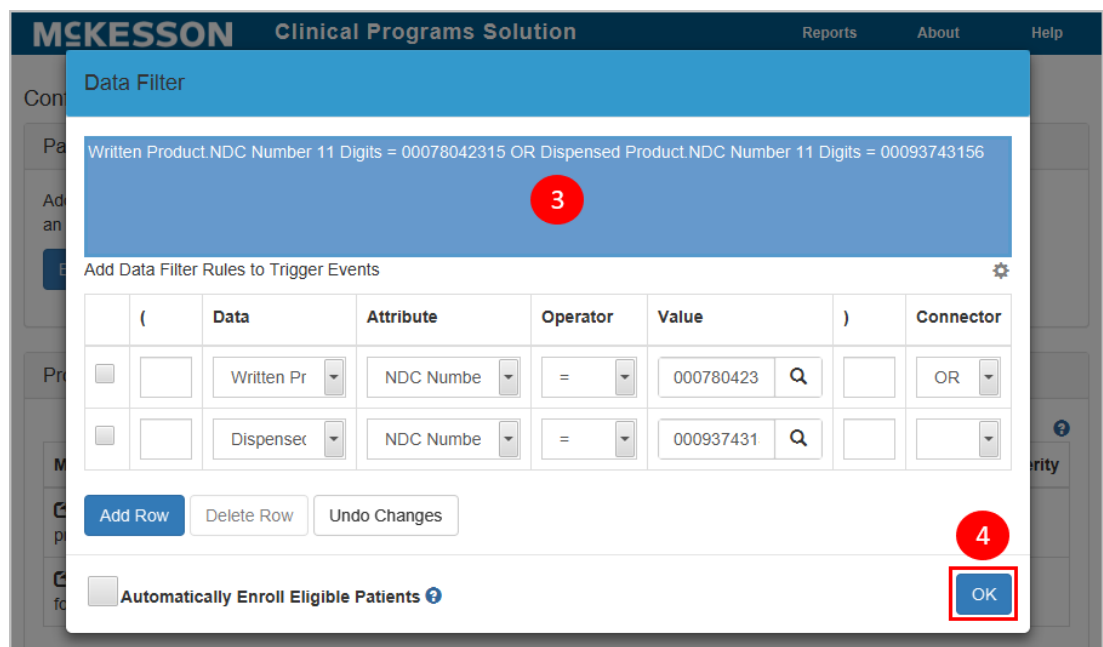 MCKESSON Clinical Programs Solution Reports About Help
Data Filter
Written Product.NDC Number 11 Digits = 00078042315 OR Dispensed Product.NDC Number 11 Digits = 00093743156
3
Add Data Filter Rules to Trigger Events
( Data Attribute Operator Value ) Connector
Written Pr NDC Numbe = 000780423 OR
Dispensec NDC Numbe = 000937431
Add Row Delete Row Undo Changes
4
Automatically Enroll Eligible Patients
OK